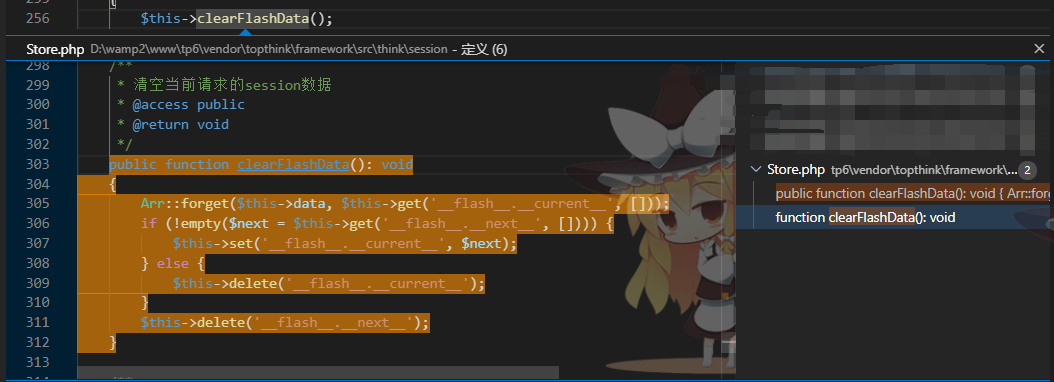 255 {
256 $this->clearFlashData();
Store.php D:\wamp2\www\tp6\vendor\topthink\framework\src\think\session - 定义 (6)
298 /**
299 * 清空当前请求的session数据
300 * @access public
301 * @return void
302 */
303 public function clearFlashData(): void
304 {
305 Arr::forget($this->data, $this->get('__flash__.__current__', []));
306 if (!empty($next = $this->get('__flash__.__next__', []))) {
307 $this->set('__flash__.__current__', $next);
308 } else {
309 $this->delete('__flash__.__current__');
310 }
311 $this->delete('__flash__.__next__');
312 }
313
314 /**
Store.php tp6\vendor\topthink\framework\... 2
public function clearFlashData(): void { Arr::forg
function clearFlashData(): void